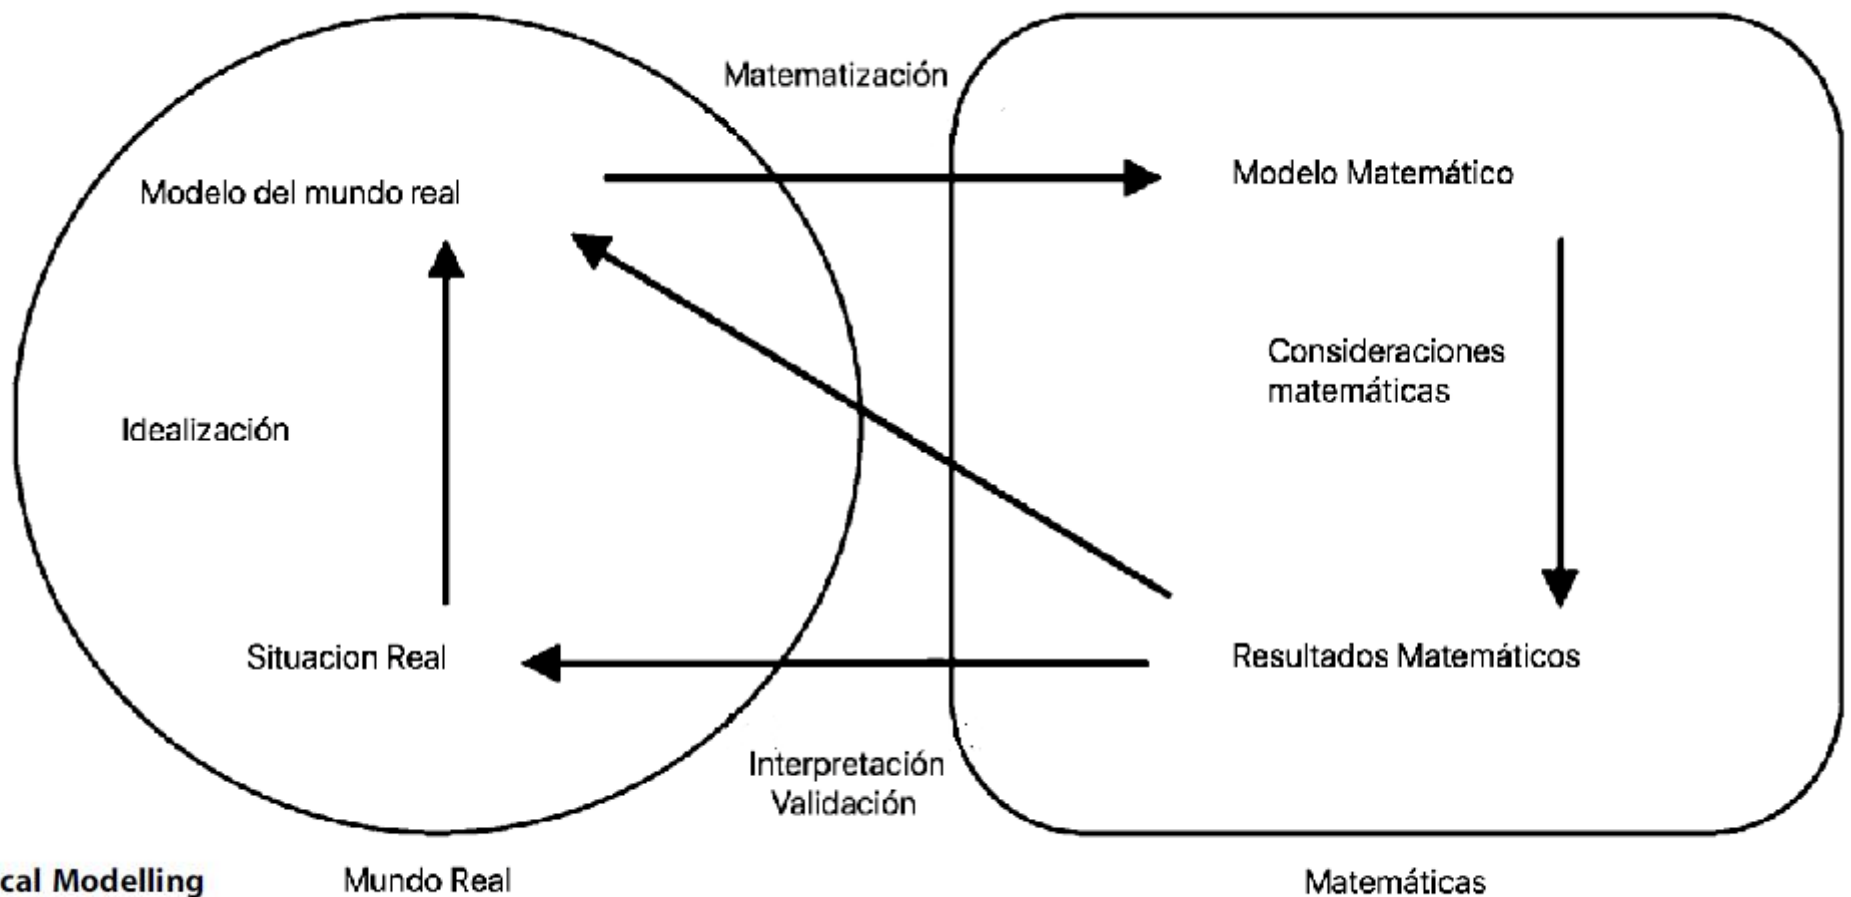 Matematización
Modelo del mundo real
Modelo Matemático
Consideraciones
matemáticas
Idealización
Situacion Real
Resultados Matemáticos
Interpretación
Validación
cal Modelling
Mundo Real
Matemáticas